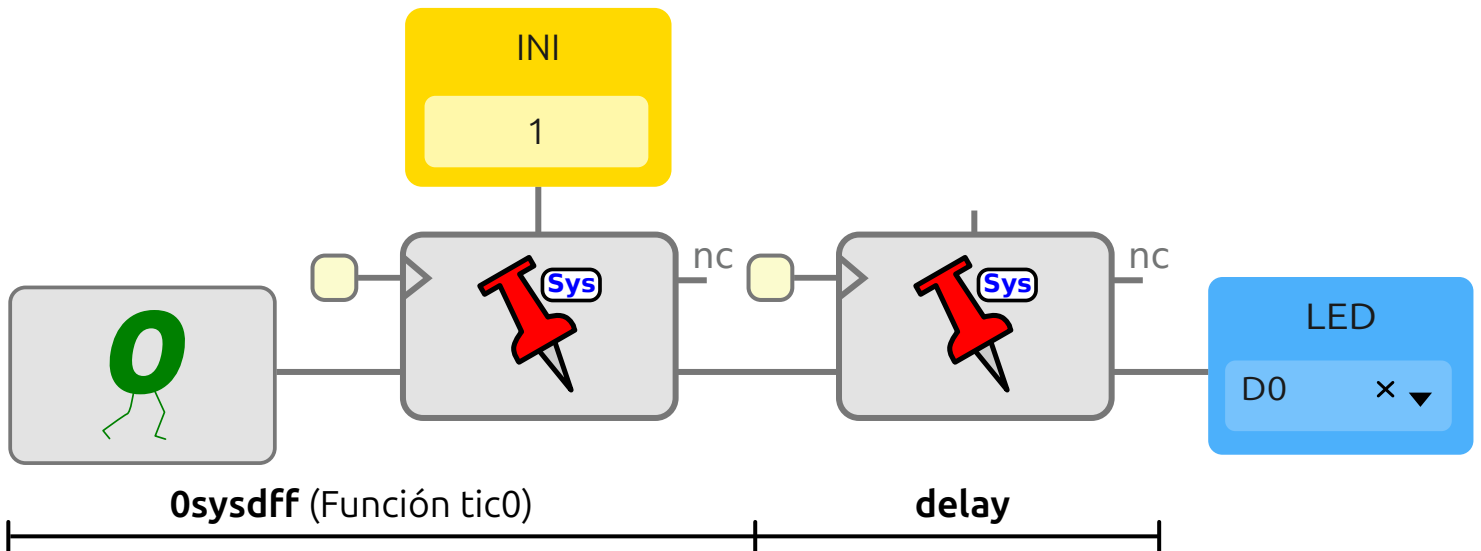 INI
1
nc
nc
Sys
Sys
0
LED
D0
0sysdff (Función tic0)
delay